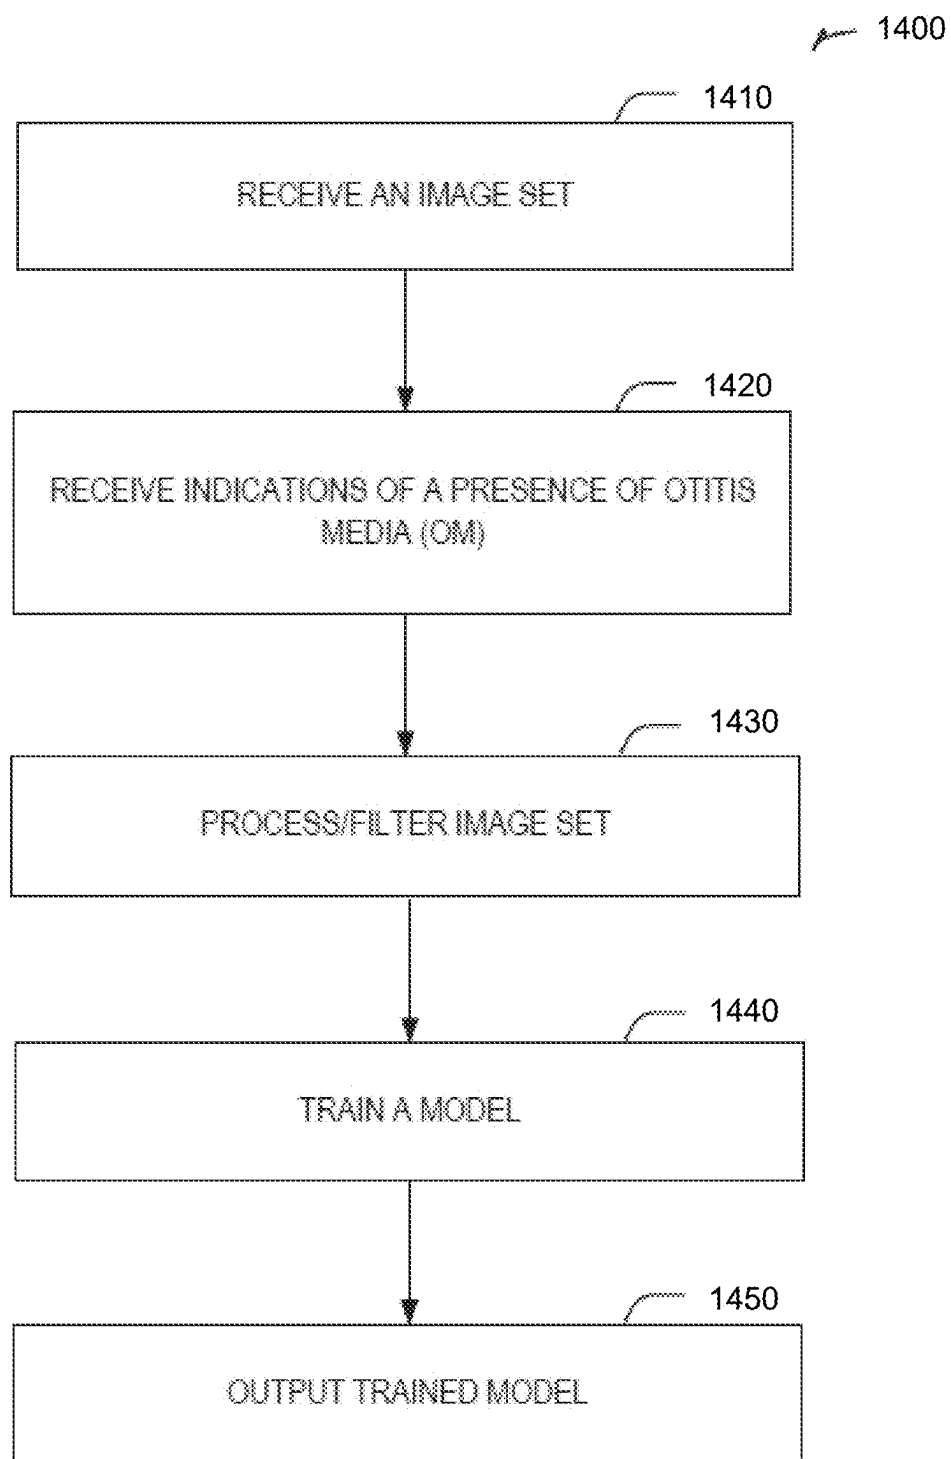 1400
1410
RECEIVE AN IMAGE SET
1420
RECEIVE INDICATIONS OF A PRESENCE OF OTITIS
MEDIA (OM)
1430
PROCESS/FILTER IMAGE SET
1440
TRAIN A MODEL
1450
OUTPUT TRAINED MODEL